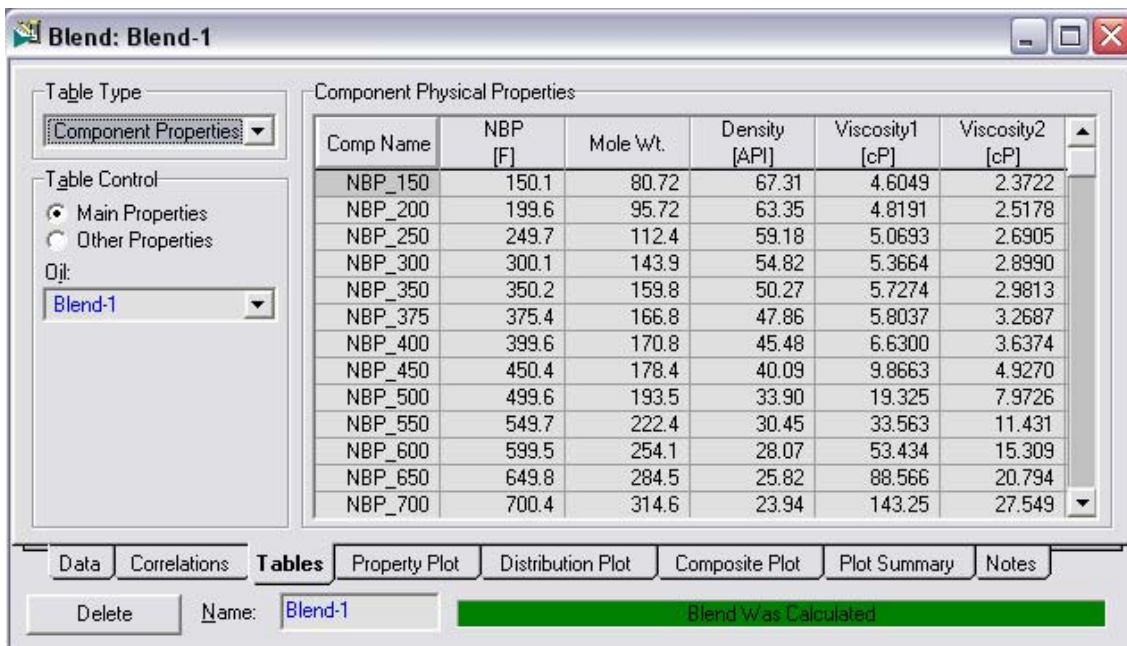 Blend: Blend-1
Table Type
Component Properties
Table Control
Main Properties
Other Properties
Oil:
Blend-1
Component Physical Properties
Comp Name NBP [F] Mole Wt. Density [API] Viscosity1 [cP] Viscosity2 [cP]
NBP_150 150.1 80.72 67.31 4.6049 2.3722
NBP_200 199.6 95.72 63.35 4.8191 2.5178
NBP_250 249.7 112.4 59.18 5.0693 2.6905
NBP_300 300.1 143.9 54.82 5.3664 2.8990
NBP_350 350.2 159.8 50.27 5.7274 2.9813
NBP_375 375.4 166.8 47.86 5.8037 3.2687
NBP_400 399.6 170.8 45.48 6.6300 3.6374
NBP_450 450.4 178.4 40.09 9.8663 4.9270
NBP_500 499.6 193.5 33.90 19.325 7.9726
NBP_550 549.7 222.4 30.45 33.563 11.431
NBP_600 599.5 254.1 28.07 53.434 15.309
NBP_650 649.8 284.5 25.82 88.566 20.794
NBP_700 700.4 314.6 23.94 143.25 27.549
Data Correlations Tables Property Plot Distribution Plot Composite Plot Plot Summary Notes
Delete Name: Blend-1 Blend Was Calculated